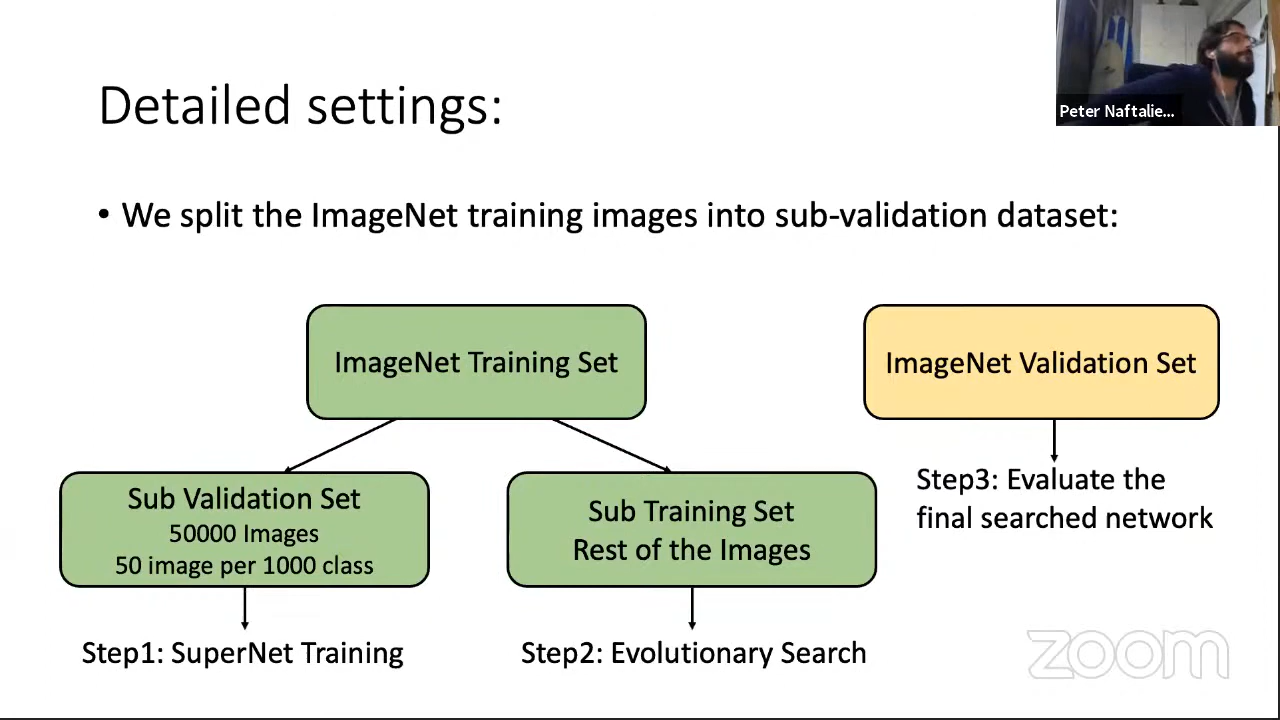 Peter Naftalie...
Detailed settings:
• We split the ImageNet training images into sub-validation dataset:
ImageNet Training Set
ImageNet Validation Set
Sub Validation Set
50000 Images
50 image per 1000 class
Sub Training Set
Rest of the Images
Step3: Evaluate the
final searched network
Step1: SuperNet Training
Step2: Evolutionary Search
zoom